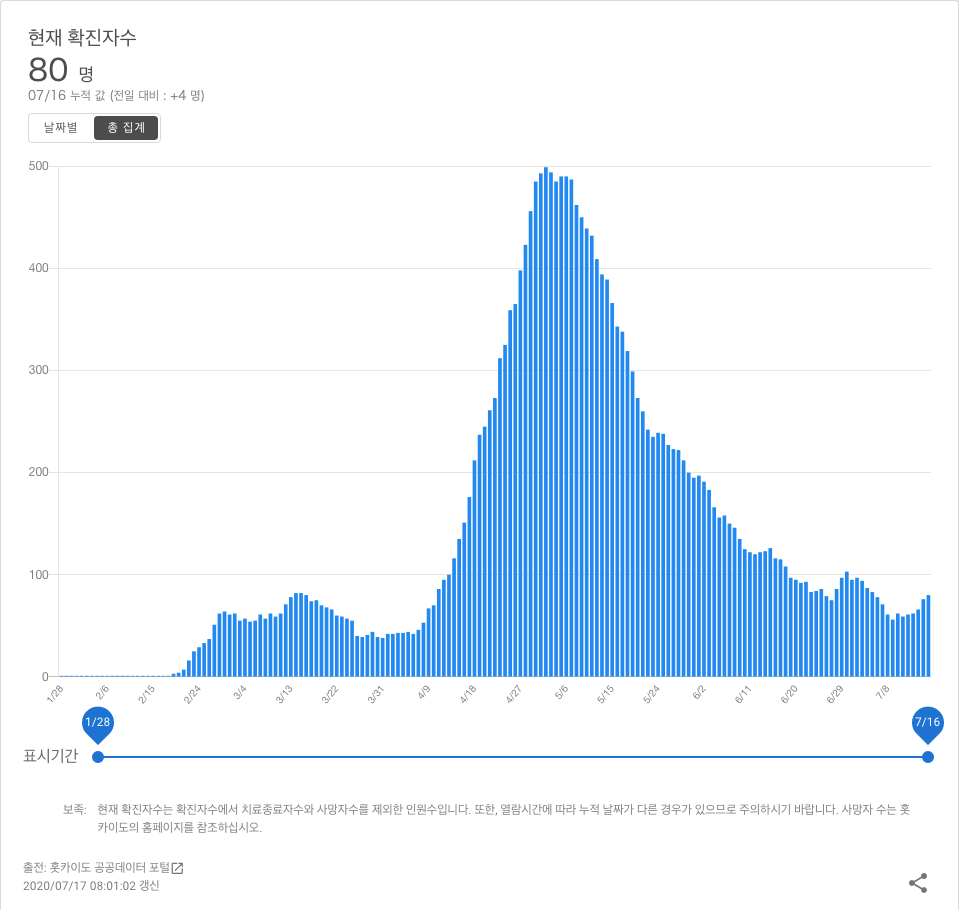 현재 확진자수
80 명
07/16 누적 값 (전일 대비 : +4 명)
날짜별 총 집계
500
400
300
200
100
0
1/28 2/6 2/15 2/24 3/4 3/13 3/22 3/31 4/9 4/18 4/27 5/6 5/15 5/24 6/2 6/11 6/20 6/29 7/8
1/28 7/16
표시기간
보족: 현재 확진자수는 확진자수에서 치료종료자수와 사망자수를 제외한 인원수입니다. 또한, 열람시간에 따라 누적 날짜가 다른 경우가 있으므로 주의하시기 바랍니다. 사망자 수는 홋
카이도의 홈페이지를 참조하십시오.
출전: 홋카이도 공공데이터 포털
2020/07/17 08:01:02 갱신